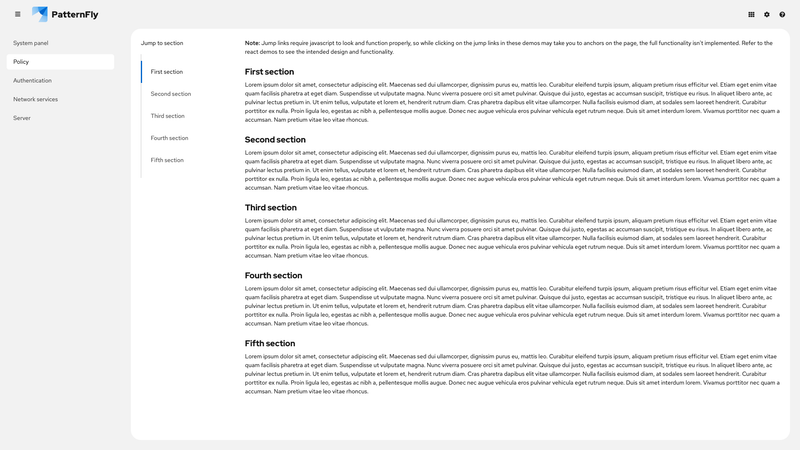 PatternFly
System panel
Policy
Authentication
Network services
Server
Jump to section
First section
Second section
Third section
Fourth section
Fifth section
Note: Jump links require javascript to look and function properly, so while clicking on the jump links in these demos may take you to anchors on the page, the full functionality isn't implemented. Refer to the
react demos to see the intended design and functionality.
First section
Lorem ipsum dolor sit amet, consectetur adipiscing elit. Maecenas sed dui ullamcorper, dignissim purus eu, mattis leo. Curabitur eleifend turpis ipsum, aliquam pretium risus efficitur vel. Etiam eget enim vitae
quam facilisis pharetra at eget diam. Suspendisse ut vulputate magna. Nunc viverra posuere orci sit amet pulvinar. Quisque dui justo, egestas ac accumsan suscipit, tristique eu risus. In aliquet libero ante, ac
pulvinar lectus pretium in. Ut enim tellus, vulputate et lorem et, hendrerit rutrum diam. Cras pharetra dapibus elit vitae ullamcorper. Nulla facilisis euismod diam, at sodales sem laoreet hendrerit. Curabitur
porttitor ex nulla. Proin ligula leo, egestas ac nibh a, pellentesque mollis augue. Donec nec augue vehicula eros pulvinar vehicula eget rutrum neque. Duis sit amet interdum lorem. Vivamus porttitor nec quam a
accumsan. Nam pretium vitae leo vitae rhoncus.
Second section
Lorem ipsum dolor sit amet, consectetur adipiscing elit. Maecenas sed dui ullamcorper, dignissim purus eu, mattis leo. Curabitur eleifend turpis ipsum, aliquam pretium risus efficitur vel. Etiam eget enim vitae
quam facilisis pharetra at eget diam. Suspendisse ut vulputate magna. Nunc viverra posuere orci sit amet pulvinar. Quisque dui justo, egestas ac accumsan suscipit, tristique eu risus. In aliquet libero ante, ac
pulvinar lectus pretium in. Ut enim tellus, vulputate et lorem et, hendrerit rutrum diam. Cras pharetra dapibus elit vitae ullamcorper. Nulla facilisis euismod diam, at sodales sem laoreet hendrerit. Curabitur
porttitor ex nulla. Proin ligula leo, egestas ac nibh a, pellentesque mollis augue. Donec nec augue vehicula eros pulvinar vehicula eget rutrum neque. Duis sit amet interdum lorem. Vivamus porttitor nec quam a
accumsan. Nam pretium vitae leo vitae rhoncus.
Third section
Lorem ipsum dolor sit amet, consectetur adipiscing elit. Maecenas sed dui ullamcorper, dignissim purus eu, mattis leo. Curabitur eleifend turpis ipsum, aliquam pretium risus efficitur vel. Etiam eget enim vitae
quam facilisis pharetra at eget diam. Suspendisse ut vulputate magna. Nunc viverra posuere orci sit amet pulvinar. Quisque dui justo, egestas ac accumsan suscipit, tristique eu risus. In aliquet libero ante, ac
pulvinar lectus pretium in. Ut enim tellus, vulputate et lorem et, hendrerit rutrum diam. Cras pharetra dapibus elit vitae ullamcorper. Nulla facilisis euismod diam, at sodales sem laoreet hendrerit. Curabitur
porttitor ex nulla. Proin ligula leo, egestas ac nibh a, pellentesque mollis augue. Donec nec augue vehicula eros pulvinar vehicula eget rutrum neque. Duis sit amet interdum lorem. Vivamus porttitor nec quam a
accumsan. Nam pretium vitae leo vitae rhoncus.
Fourth section
Lorem ipsum dolor sit amet, consectetur adipiscing elit. Maecenas sed dui ullamcorper, dignissim purus eu, mattis leo. Curabitur eleifend turpis ipsum, aliquam pretium risus efficitur vel. Etiam eget enim vitae
quam facilisis pharetra at eget diam. Suspendisse ut vulputate magna. Nunc viverra posuere orci sit amet pulvinar. Quisque dui justo, egestas ac accumsan suscipit, tristique eu risus. In aliquet libero ante, ac
pulvinar lectus pretium in. Ut enim tellus, vulputate et lorem et, hendrerit rutrum diam. Cras pharetra dapibus elit vitae ullamcorper. Nulla facilisis euismod diam, at sodales sem laoreet hendrerit. Curabitur
porttitor ex nulla. Proin ligula leo, egestas ac nibh a, pellentesque mollis augue. Donec nec augue vehicula eros pulvinar vehicula eget rutrum neque. Duis sit amet interdum lorem. Vivamus porttitor nec quam a
accumsan. Nam pretium vitae leo vitae rhoncus.
Fifth section
Lorem ipsum dolor sit amet, consectetur adipiscing elit. Maecenas sed dui ullamcorper, dignissim purus eu, mattis leo. Curabitur eleifend turpis ipsum, aliquam pretium risus efficitur vel. Etiam eget enim vitae
quam facilisis pharetra at eget diam. Suspendisse ut vulputate magna. Nunc viverra posuere orci sit amet pulvinar. Quisque dui justo, egestas ac accumsan suscipit, tristique eu risus. In aliquet libero ante, ac
pulvinar lectus pretium in. Ut enim tellus, vulputate et lorem et, hendrerit rutrum diam. Cras pharetra dapibus elit vitae ullamcorper. Nulla facilisis euismod diam, at sodales sem laoreet hendrerit. Curabitur
porttitor ex nulla. Proin ligula leo, egestas ac nibh a, pellentesque mollis augue. Donec nec augue vehicula eros pulvinar vehicula eget rutrum neque. Duis sit amet interdum lorem. Vivamus porttitor nec quam a
accumsan. Nam pretium vitae leo vitae rhoncus.